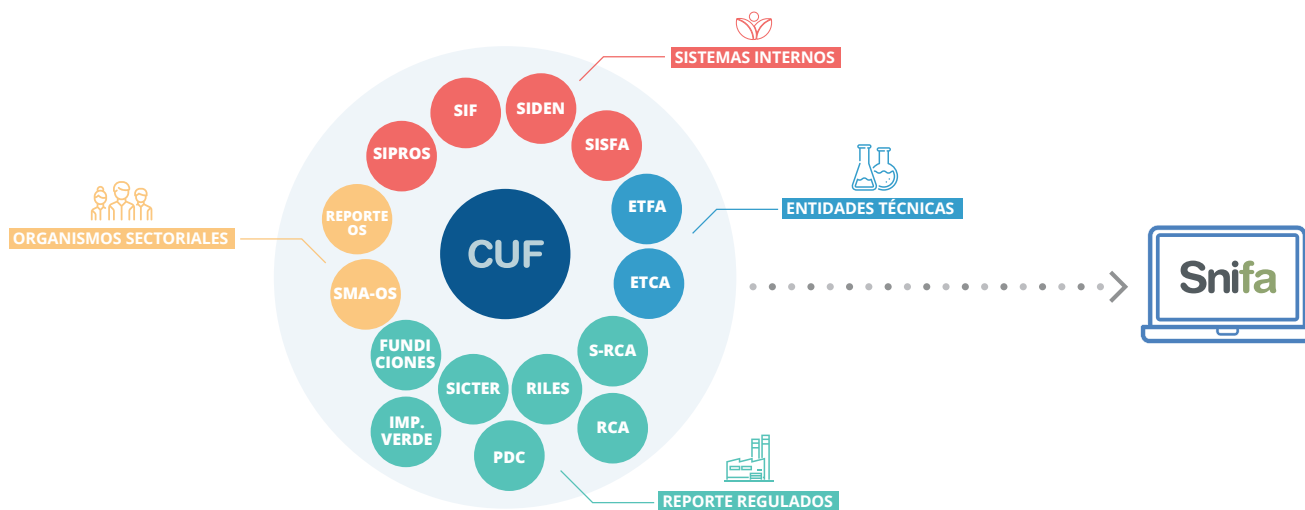 SISTEMAS INTERNOS
SIF
SIDEN
SIPROS
SISFA
REPORTE
OS
ETFA
ENTIDADES TÉCNICAS
ORGANISMOS SECTORIALES
CUF
SMA-OS
ETCA
Snifa
FUNDI
CIONES
S-RCA
SICTER
RILES
IMP.
VERDE
RCA
PDC
REPORTE REGULADOS